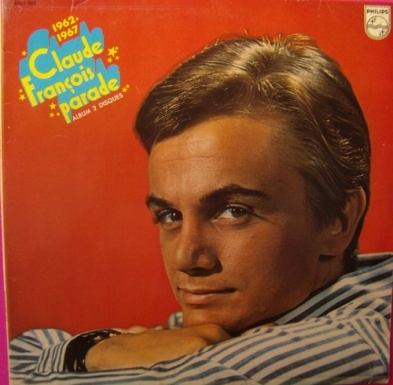 1962-
1967
Claude
François
parade
ALBUM 2 DISQUES
PHILIPS